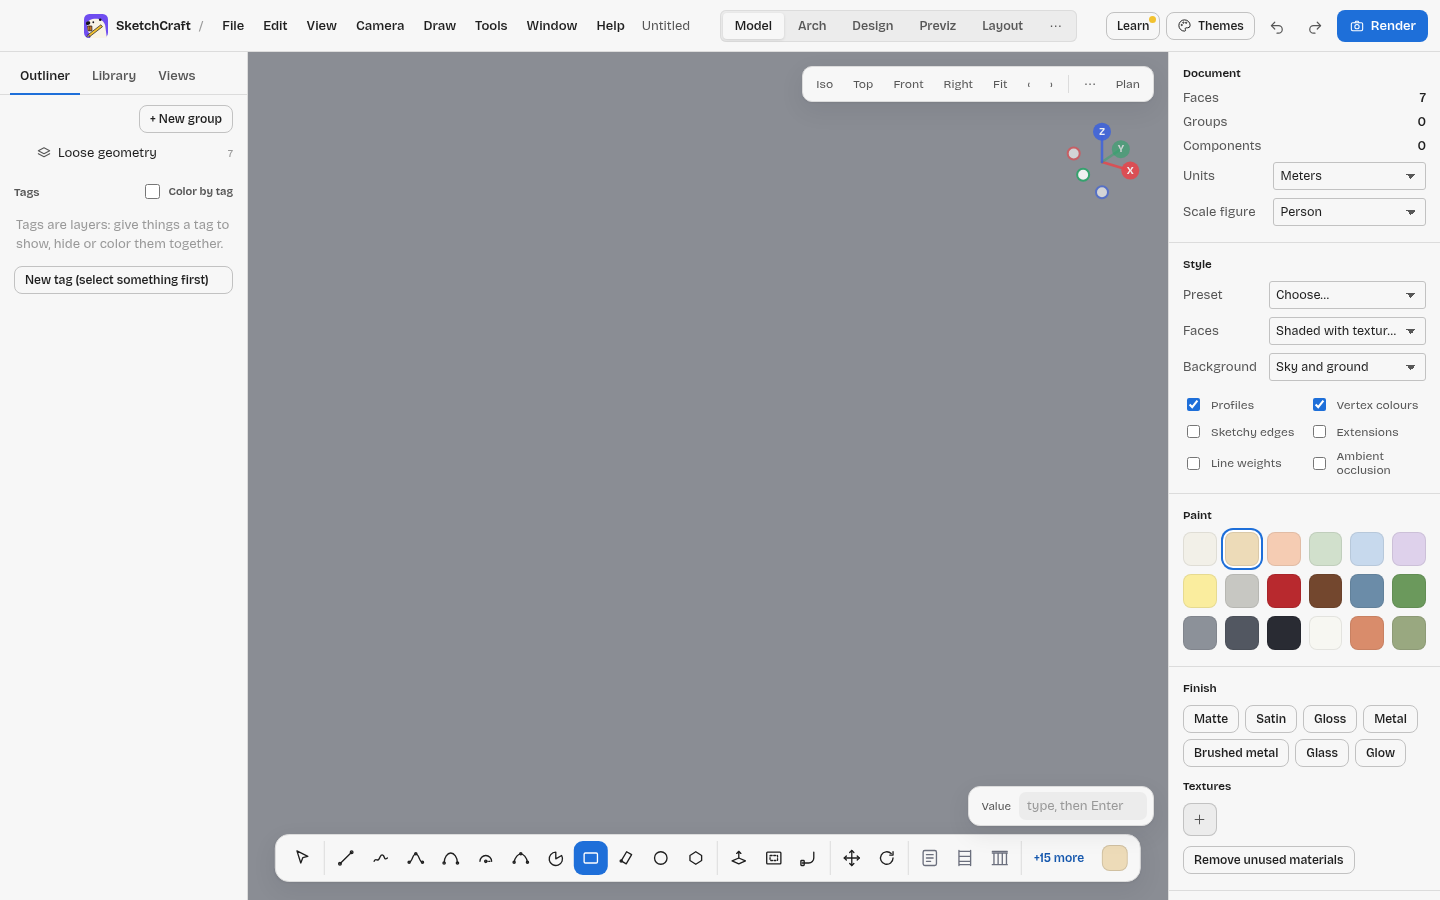 SketchCraft / File Edit View Camera Draw Tools Window Help Untitled Model Arch Design Previz Layout ··· Learn Themes Render
Outliner Library Views
+ New group
Loose geometry 7
Tags Color by tag
Tags are layers: give things a tag to
show, hide or color them together.
New tag (select something first)
Iso Top Front Right Fit ‹ › ··· Plan
Z
Y
X
Value type, then Enter
+15 more
Document
Faces 7
Groups 0
Components 0
Units Meters
Scale figure Person
Style
Preset Choose...
Faces Shaded with textur...
Background Sky and ground
Profiles Vertex colours
Sketchy edges Extensions
Line weights Ambient
occlusion
Paint
Finish
Matte Satin Gloss Metal
Brushed metal Glass Glow
Textures
+
Remove unused materials